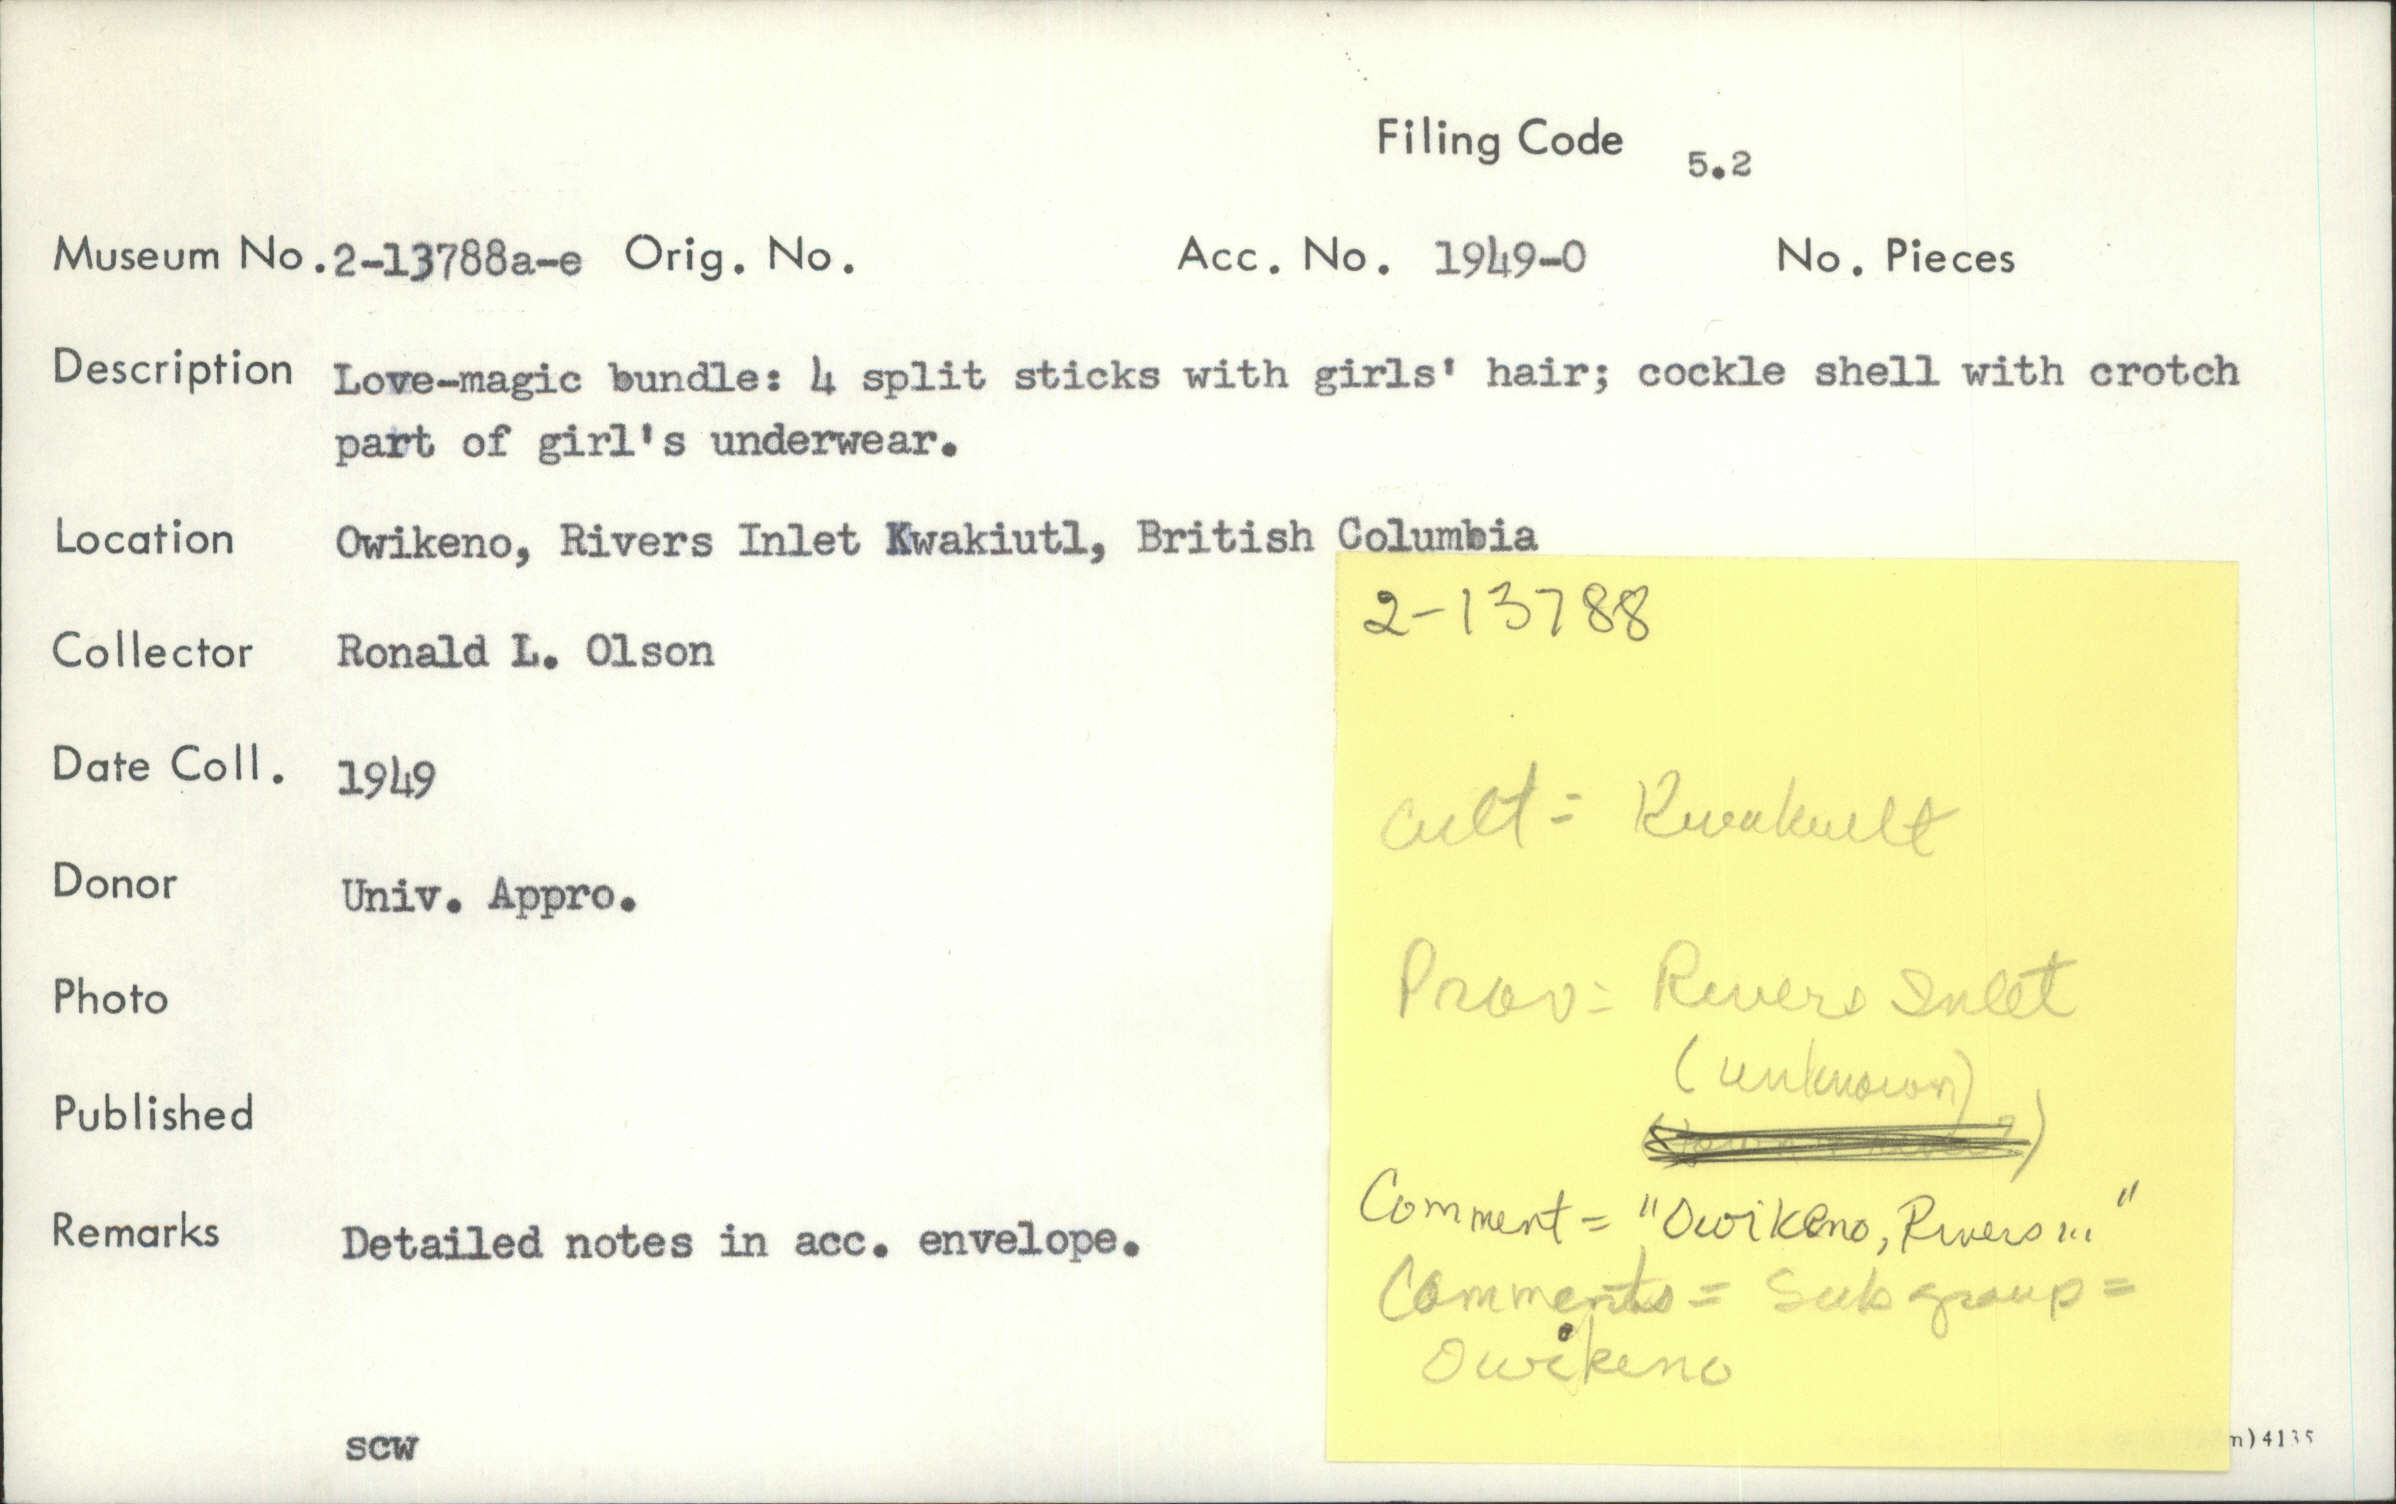 Filing Code 5.2
Museum No. 2-13788a-e Orig. No. Acc. No. 1949-0 No. Pieces
Description Love-magic bundle: 4 split sticks with girls' hair; cockle shell with crotch
part of girl's underwear.
Location Owikeno, Rivers Inlet Kwakiutl, British Columbia
Collector Ronald L. Olson
Date Coll. 1949
Donor Univ. Appro.
Photo
Published
Remarks Detailed notes in acc. envelope.
scw
2-13788
Cult = Kwakuelt
Prov = Rivers Inlet
(unknown)
Comment = "Owikeno, Rivers..."
Comments = Subgroup =
Owikeno
m)4135